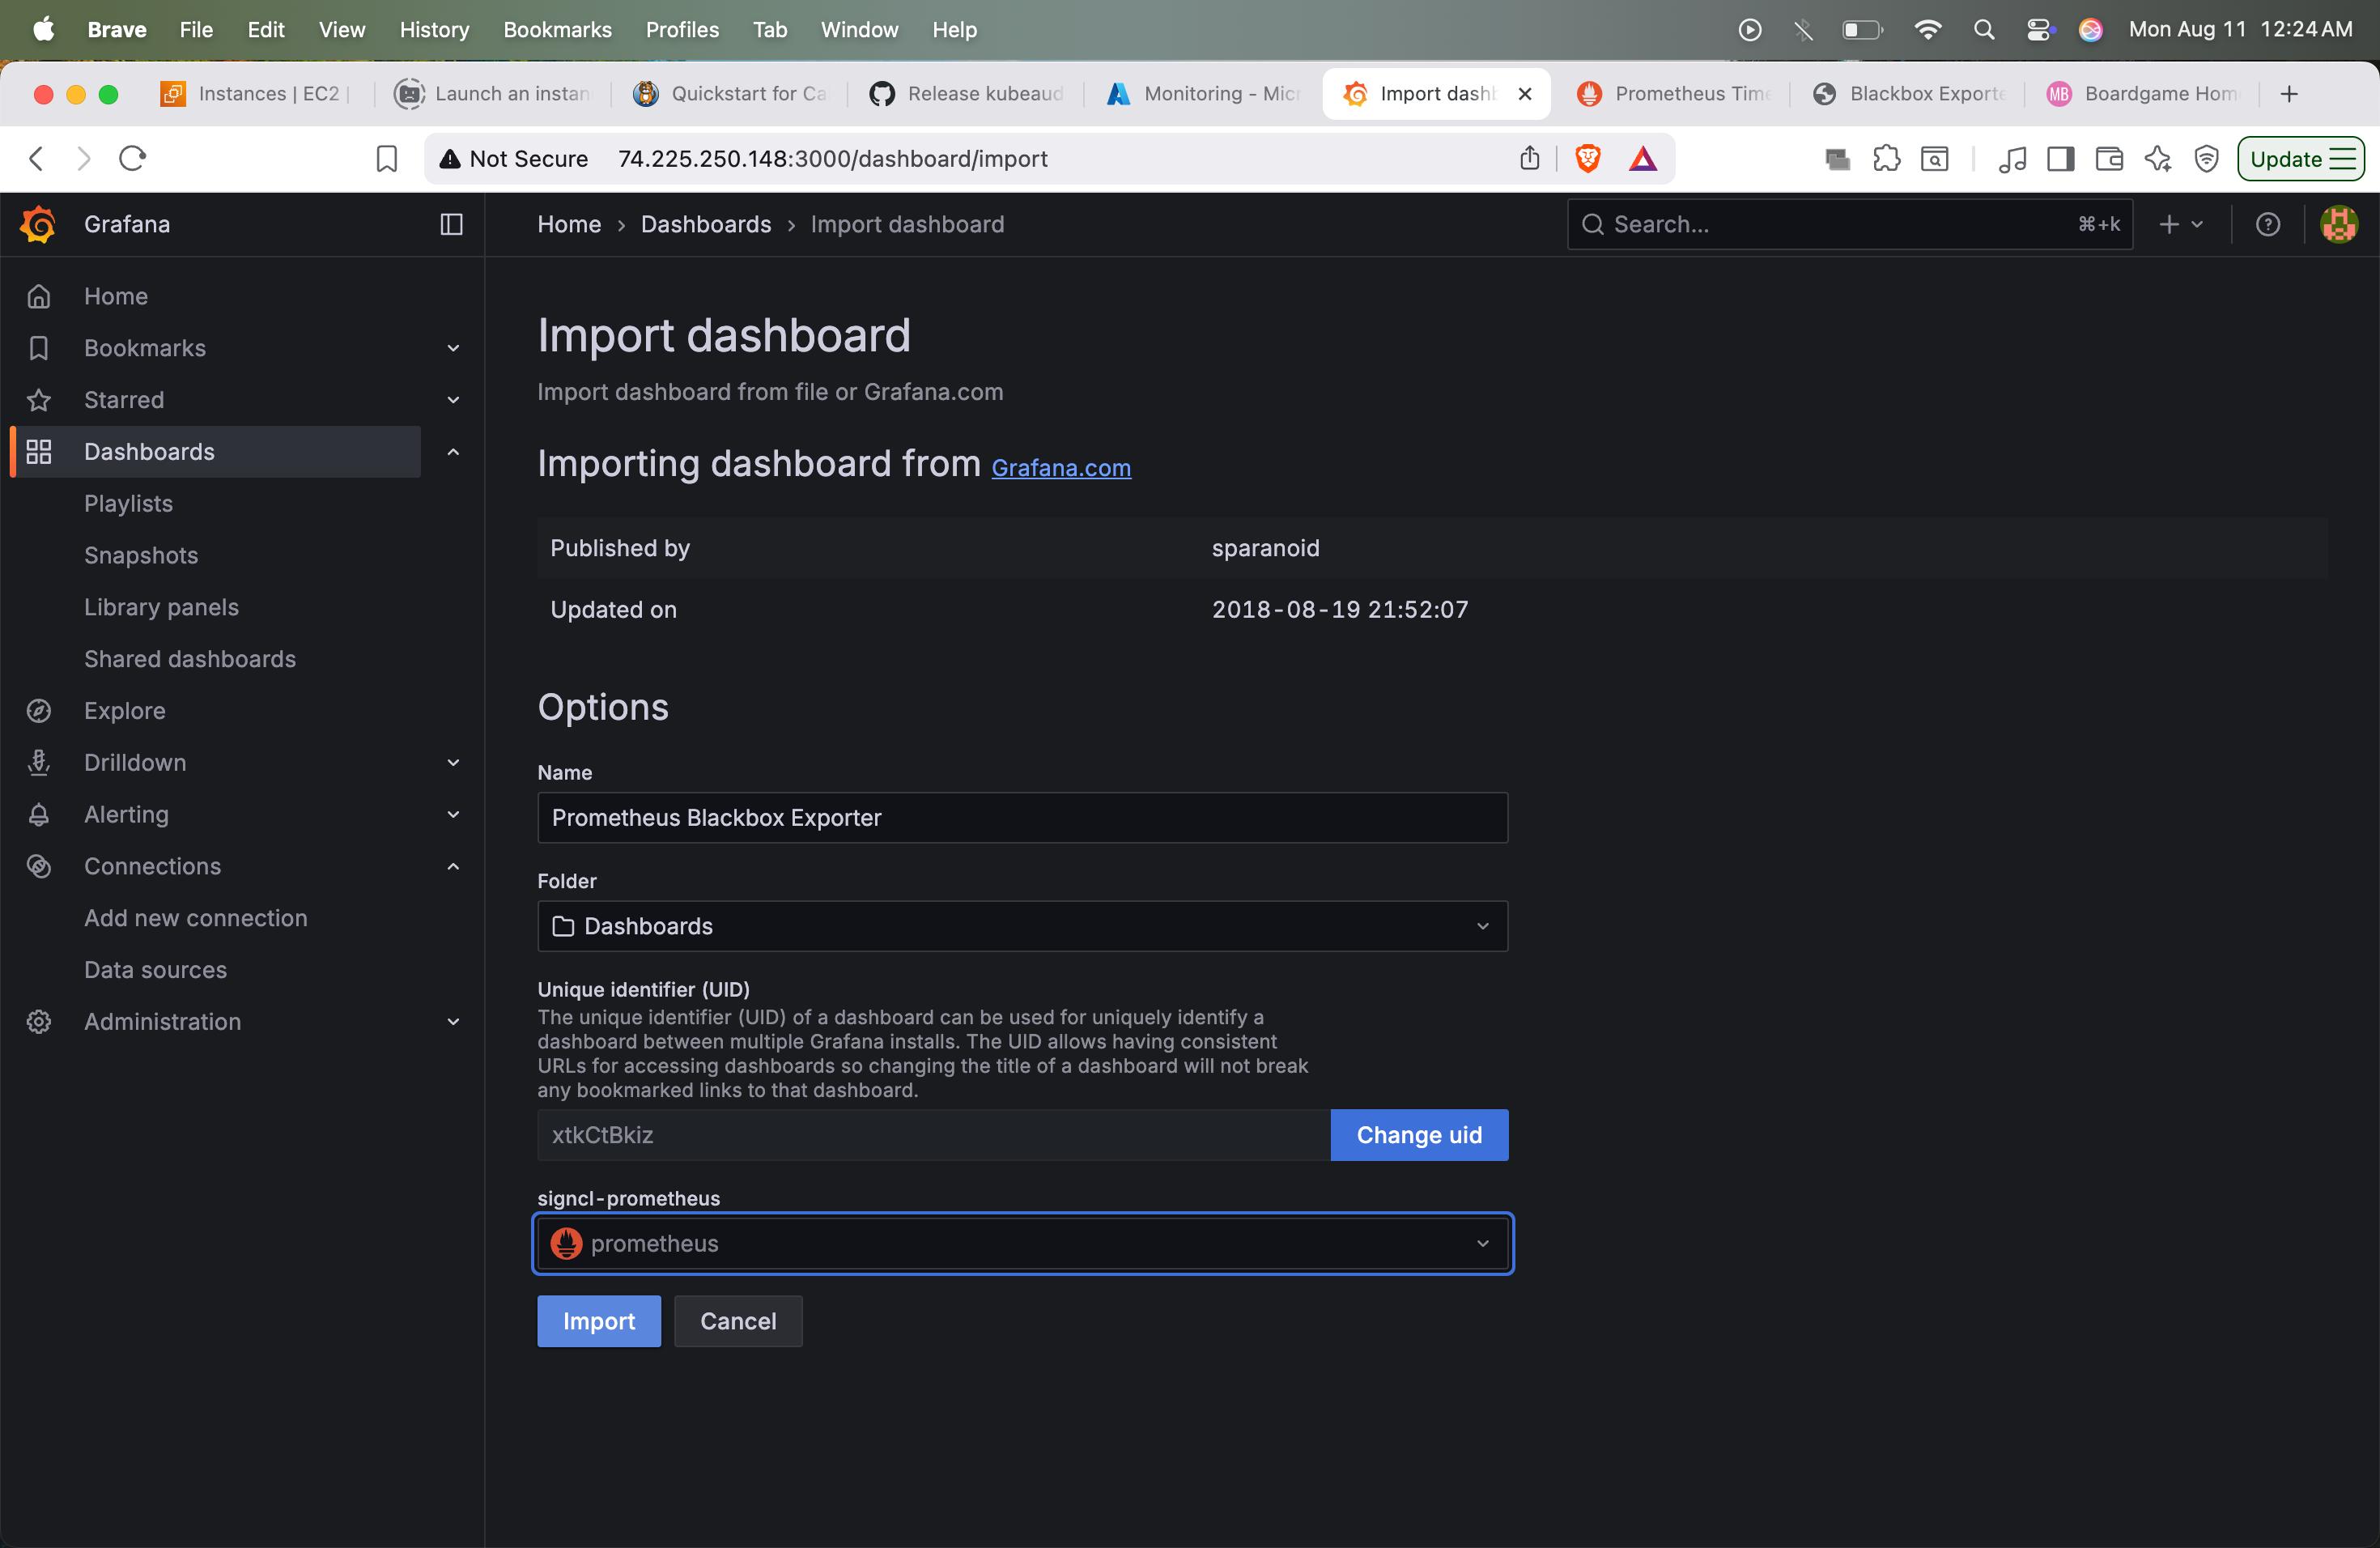 Brave File Edit View History Bookmarks Profiles Tab Window Help Mon Aug 11 12:24 AM
Instances | EC2 | Launch an instan Quickstart for Ca Release kubeaud Monitoring - Micr Import dashb Prometheus Time Blackbox Exporte MB Boardgame Hom
Not Secure 74.225.250.148:3000/dashboard/import Update
Grafana Home › Dashboards › Import dashboard Search... ⌘+k
Home
Bookmarks
Starred
Dashboards
Playlists
Snapshots
Library panels
Shared dashboards
Explore
Drilldown
Alerting
Connections
Add new connection
Data sources
Administration
Import dashboard
Import dashboard from file or Grafana.com
Importing dashboard from Grafana.com
Published by sparanoid
Updated on 2018-08-19 21:52:07
Options
Name
Prometheus Blackbox Exporter
Folder
Dashboards
Unique identifier (UID)
The unique identifier (UID) of a dashboard can be used for uniquely identify a
dashboard between multiple Grafana installs. The UID allows having consistent
URLs for accessing dashboards so changing the title of a dashboard will not break
any bookmarked links to that dashboard.
xtkCtBkiz Change uid
signcl-prometheus
prometheus
Import Cancel